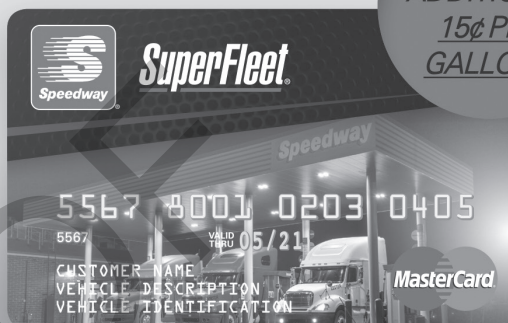 15¢ P
GALLO
Speedway
SuperFleet
Speedway
5567 8001 0203 0405
5567
VALID THRU 05/21
CUSTOMER NAME
VEHICLE DESCRIPTION
VEHICLE IDENTIFICATION
MasterCard